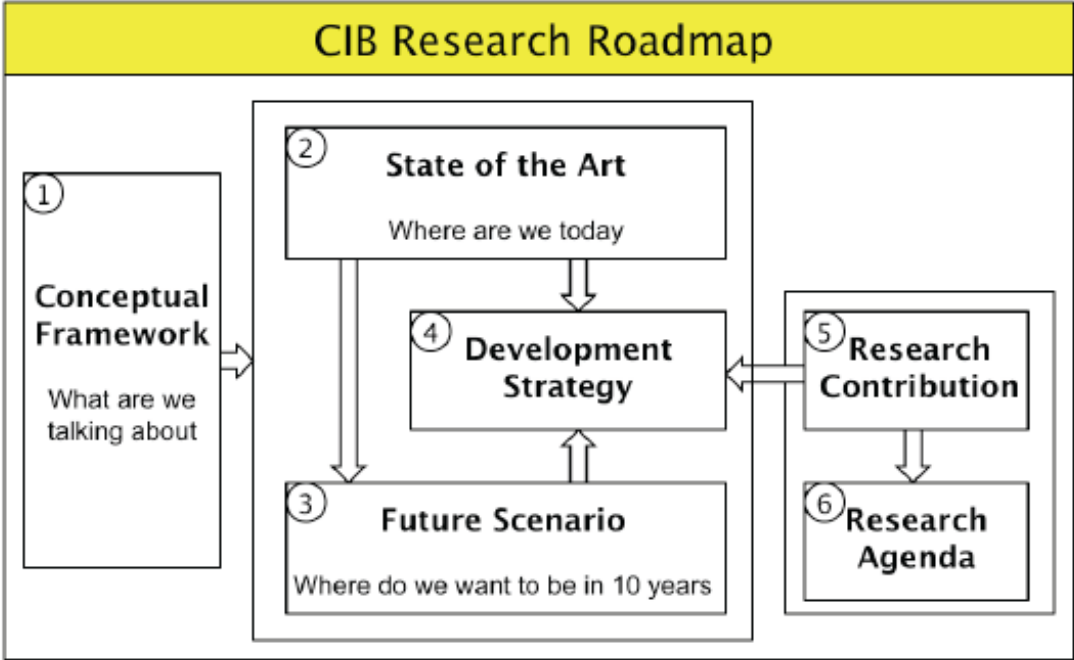 CIB Research Roadmap
1
Conceptual
Framework
What are we
talking about
2
State of the Art
Where are we today
3
Future Scenario
Where do we want to be in 10 years
4
Development
Strategy
5
Research
Contribution
6
Research
Agenda